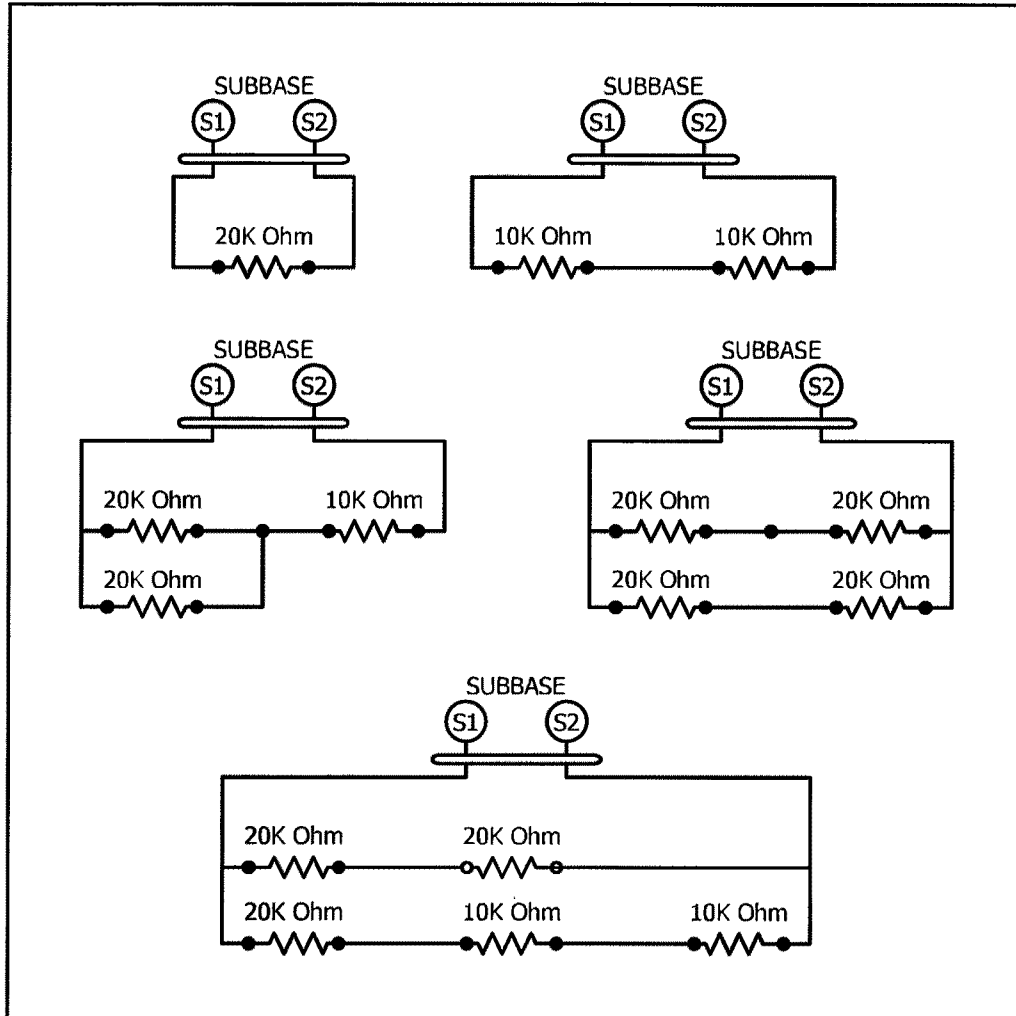 SUBBASE SUBBASE
S1 S2 S1 S2
20K Ohm 10K Ohm 10K Ohm
SUBBASE SUBBASE
S1 S2 S1 S2
20K Ohm 10K Ohm 20K Ohm 20K Ohm
20K Ohm 20K Ohm 20K Ohm
SUBBASE
S1 S2
20K Ohm 20K Ohm
20K Ohm 10K Ohm 10K Ohm